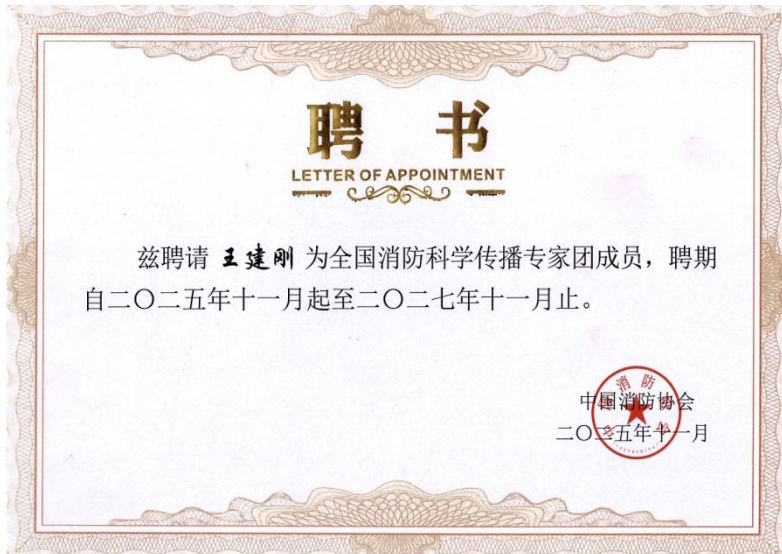 聘 书
LETTER OF APPOINTMENT
兹聘请 王建刚 为全国消防科学传播专家团成员，聘期
自二〇二五年十一月起至二〇二七年十一月止。
中国消防协会
二〇二五年十一月